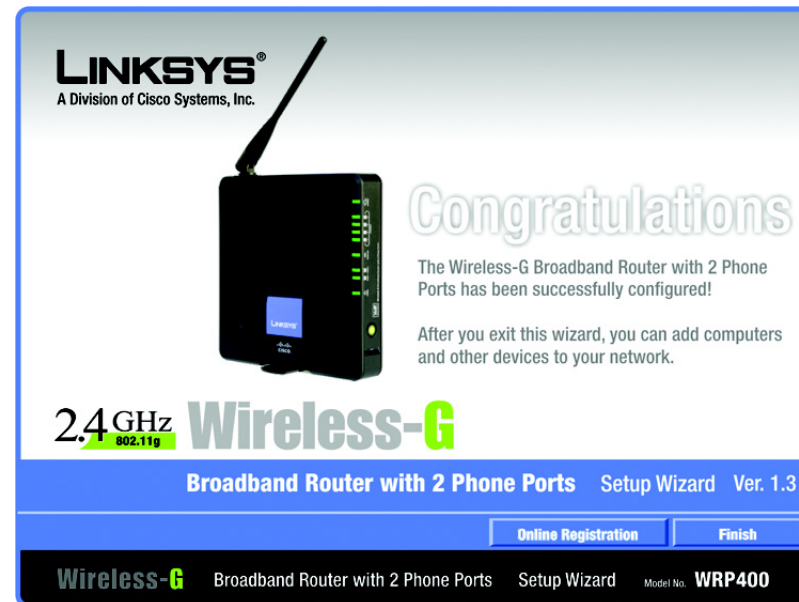 LINKSYS®
A Division of Cisco Systems, Inc.
LINKSYS®
CISCO
Congratulations
The Wireless-G Broadband Router with 2 Phone
Ports has been successfully configured!
After you exit this wizard, you can add computers
and other devices to your network.
2.4 GHz
802.11g
Wireless-G
Broadband Router with 2 Phone Ports Setup Wizard Ver. 1.3
Online Registration Finish
Wireless-G Broadband Router with 2 Phone Ports Setup Wizard Model No. WRP400